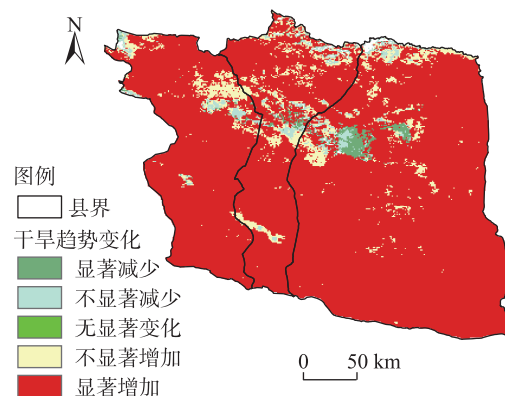 N
图例
县界
干旱趋势变化
显著减少
不显著减少
无显著变化
不显著增加
显著增加
0 50 km